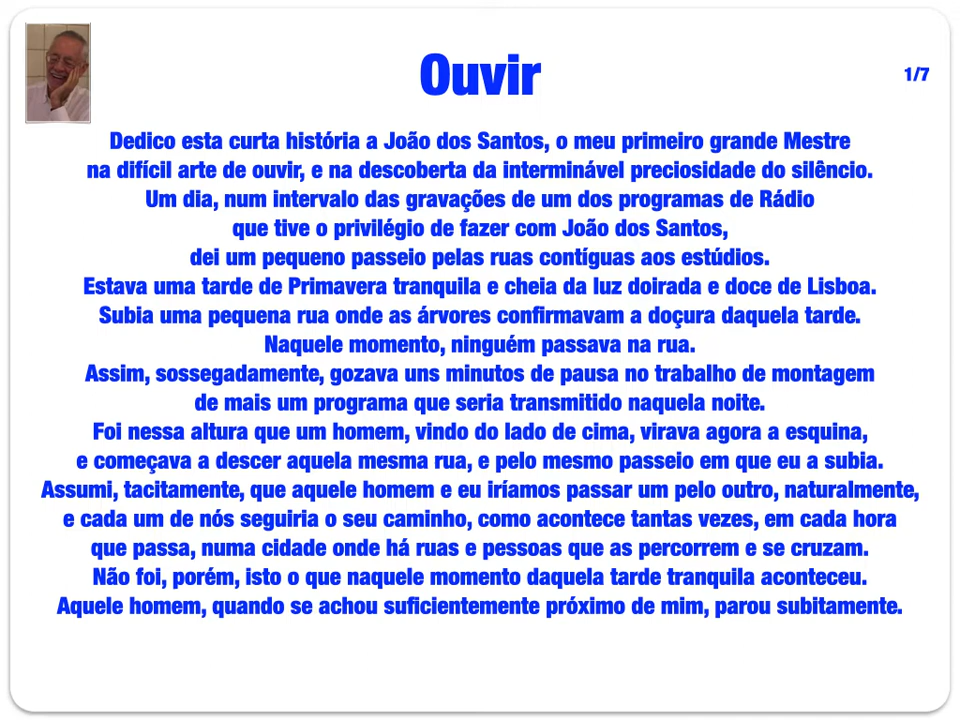 Ouvir
1/7
Dedico esta curta história a João dos Santos, o meu primeiro grande Mestre
na difícil arte de ouvir, e na descoberta da interminável preciosidade do silêncio.
Um dia, num intervalo das gravações de um dos programas de Rádio
que tive o privilégio de fazer com João dos Santos,
dei um pequeno passeio pelas ruas contíguas aos estúdios.
Estava uma tarde de Primavera tranquila e cheia da luz doirada e doce de Lisboa.
Subia uma pequena rua onde as árvores confirmavam a doçura daquela tarde.
Naquele momento, ninguém passava na rua.
Assim, sossegadamente, gozava uns minutos de pausa no trabalho de montagem
de mais um programa que seria transmitido naquela noite.
Foi nessa altura que um homem, vindo do lado de cima, virava agora a esquina,
e começava a descer aquela mesma rua, e pelo mesmo passeio em que eu a subia.
Assumi, tacitamente, que aquele homem e eu iríamos passar um pelo outro, naturalmente,
e cada um de nós seguiria o seu caminho, como acontece tantas vezes, em cada hora
que passa, numa cidade onde há ruas e pessoas que as percorrem e se cruzam.
Não foi, porém, isto o que naquele momento daquela tarde tranquila aconteceu.
Aquele homem, quando se achou suficientemente próximo de mim, parou subitamente.